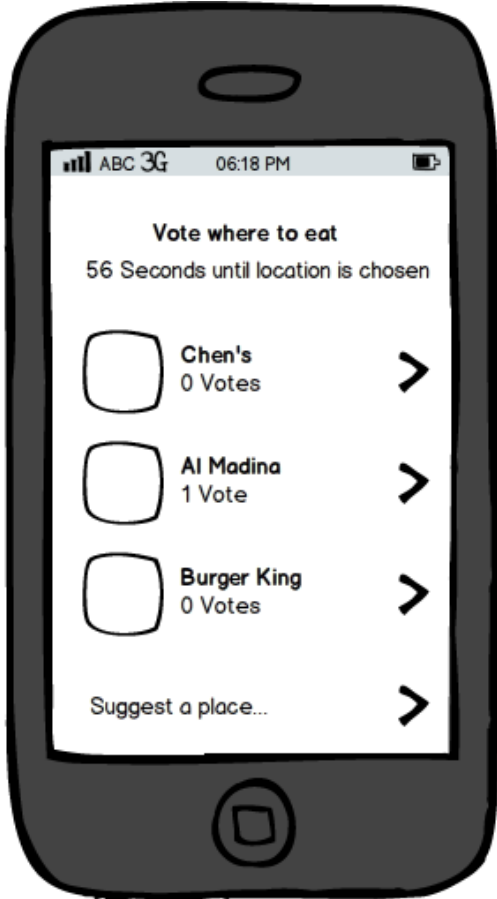 ABC 3G 06:18 PM
Vote where to eat
56 Seconds until location is chosen
Chen's
0 Votes
Al Madina
1 Vote
Burger King
0 Votes
Suggest a place...